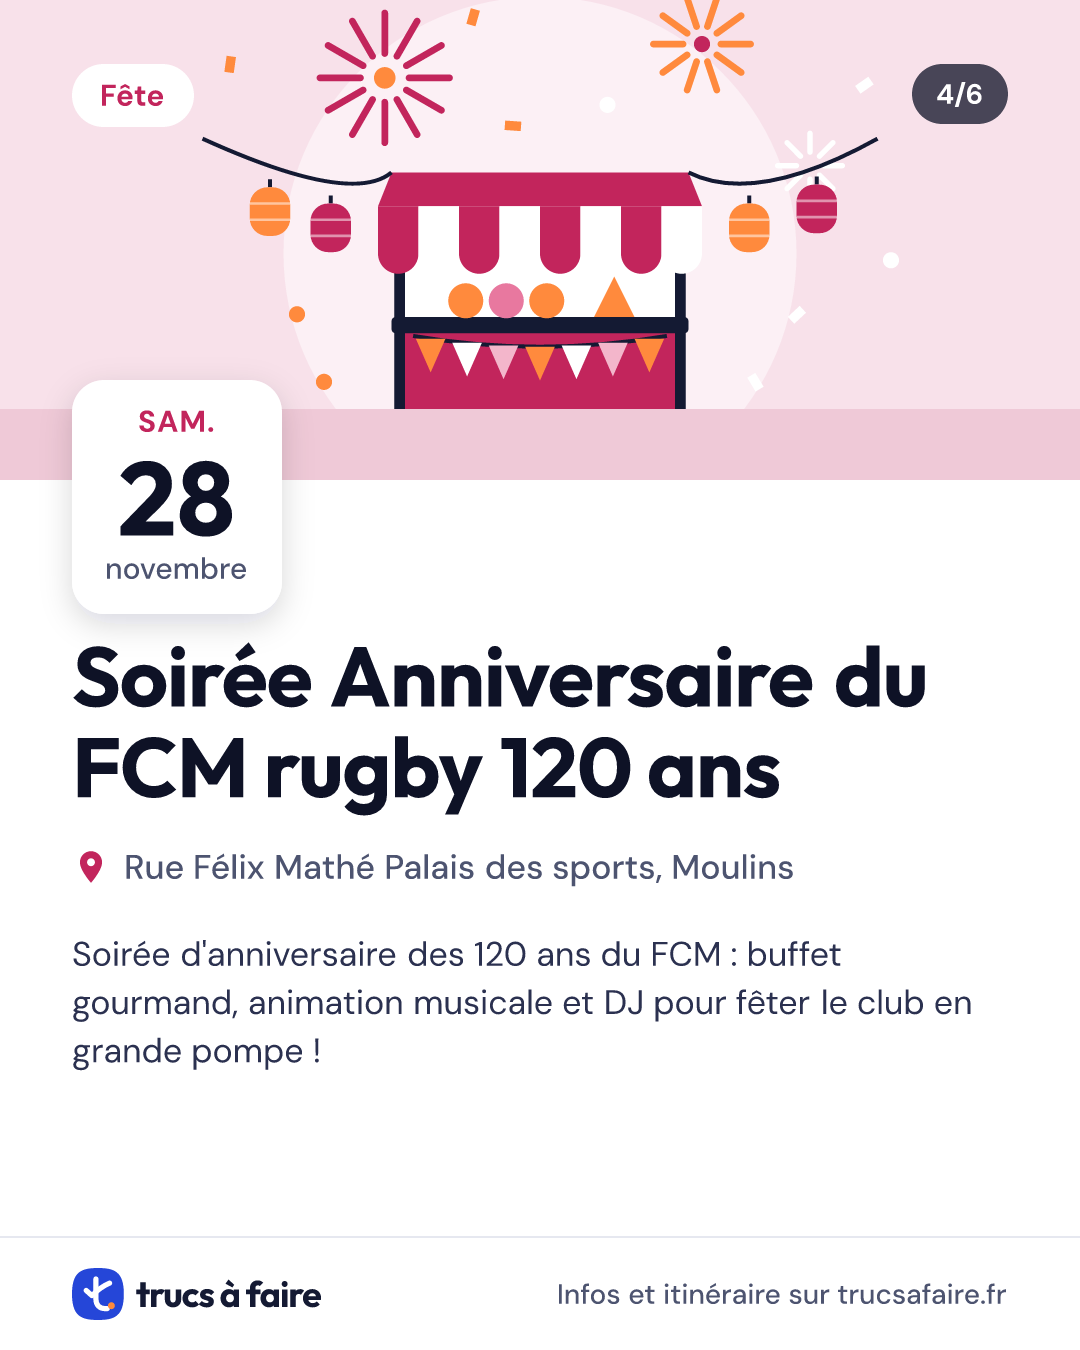 Fête
4/6
SAM.
28
novembre
Soirée Anniversaire du
FCM rugby 120 ans
Rue Félix Mathé Palais des sports, Moulins
Soirée d'anniversaire des 120 ans du FCM : buffet
gourmand, animation musicale et DJ pour fêter le club en
grande pompe !
trucs à faire
Infos et itinéraire sur trucsafaire.fr